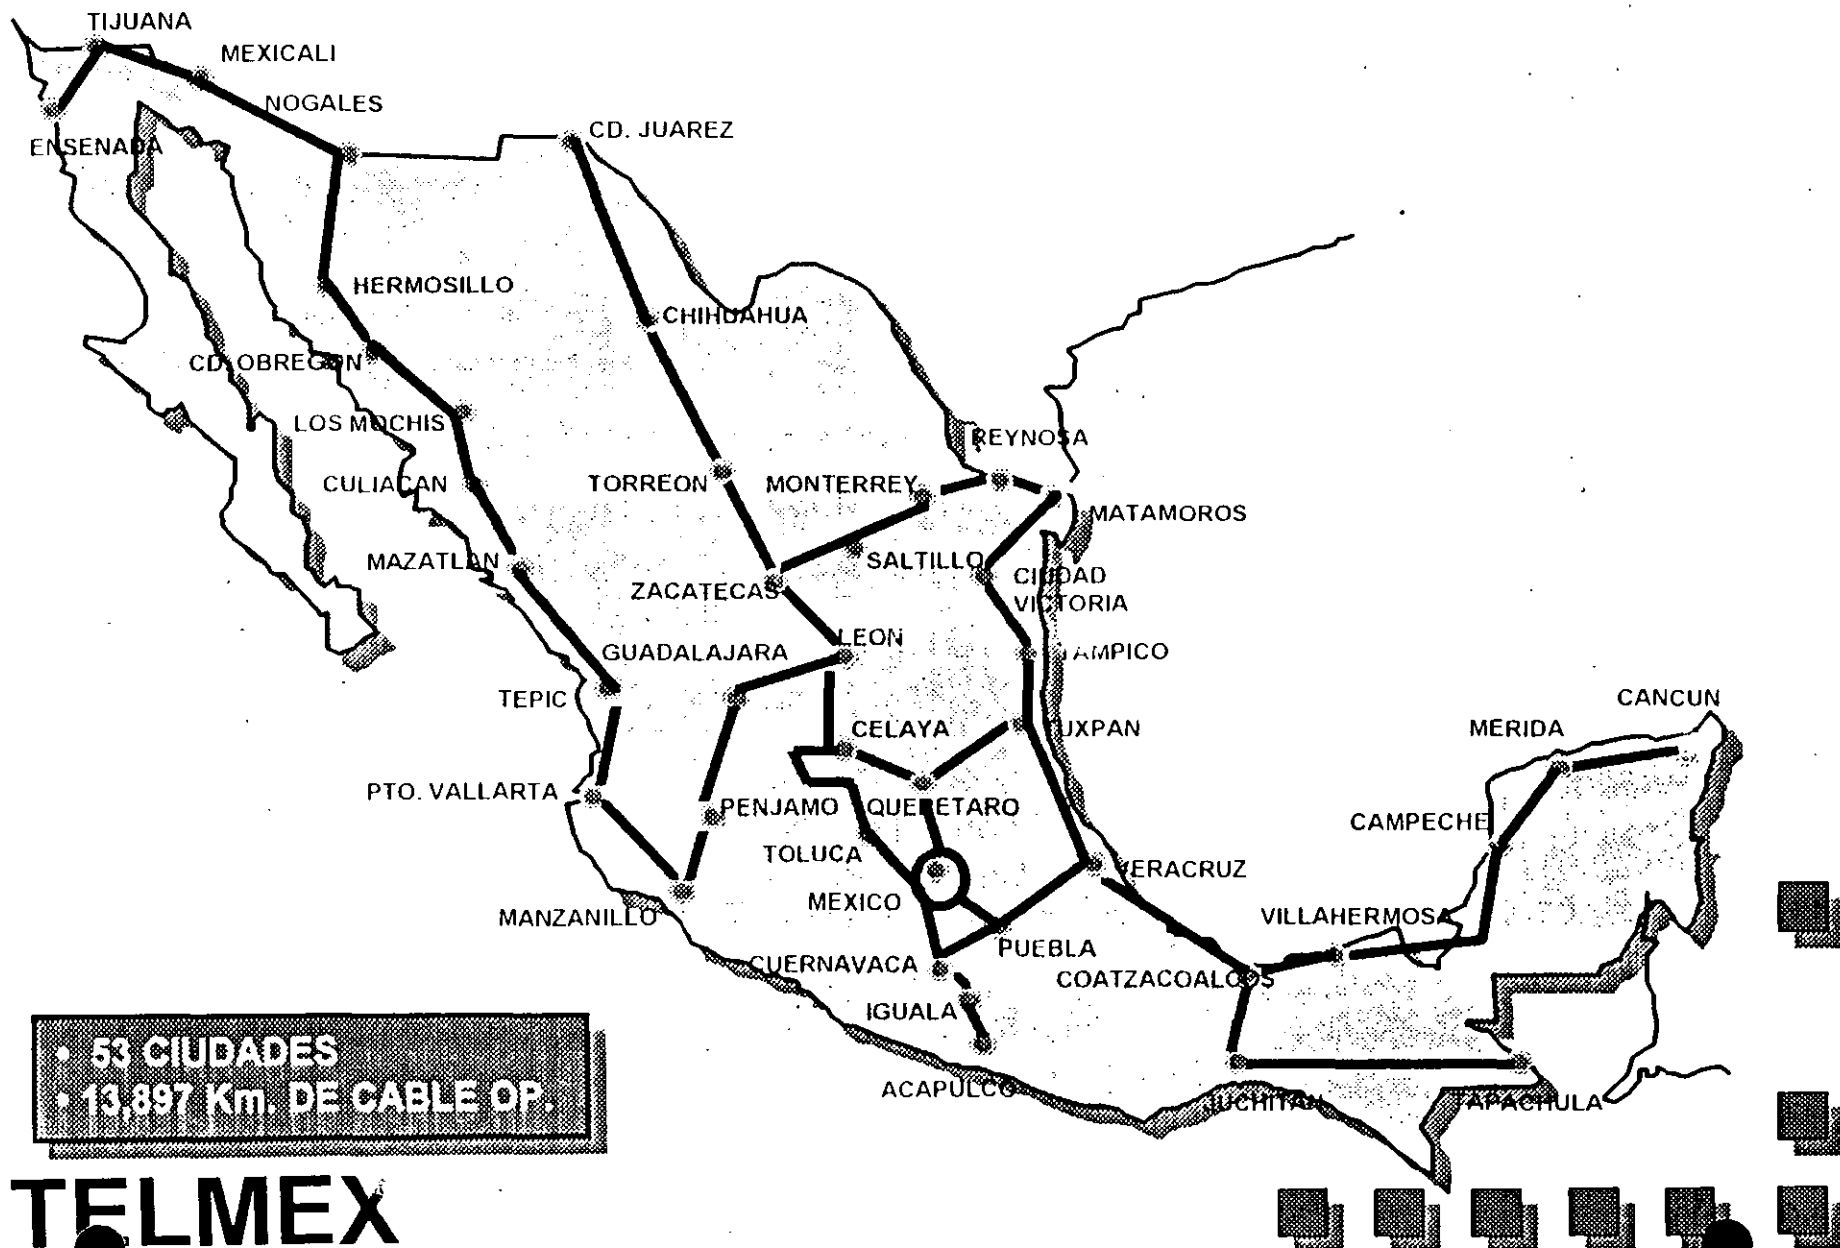 TIJUANA
MEXICALI
NOGALES
CD. JUAREZ
ENSENADA
HERMOSILLO
CHIHUAHUA
CD. OBREGON
LOS MOCHIS
REYNOSA
CULIACAN
TORREON
MONTERREY
MATAMOROS
MAZATLAN
SALTILLO
ZACATECAS
CIUDAD
VICTORIA
LEON
GUADALAJARA
TAMPICO
TEPIC
CANCUN
CELAYA
TUXPAN
MERIDA
PTO. VALLARTA
PENJAMO
QUERETARO
CAMPECHE
TOLUCA
VERACRUZ
MEXICO
MANZANILLO
VILLAHERMOSA
PUEBLA
CUERNAVACA
COATZACOALCOS
IGUALA
ACAPULCO
JUCHITAN
TAPACHULA
• 53 CIUDADES
• 13,897 Km. DE CABLE OP.
TELMEX